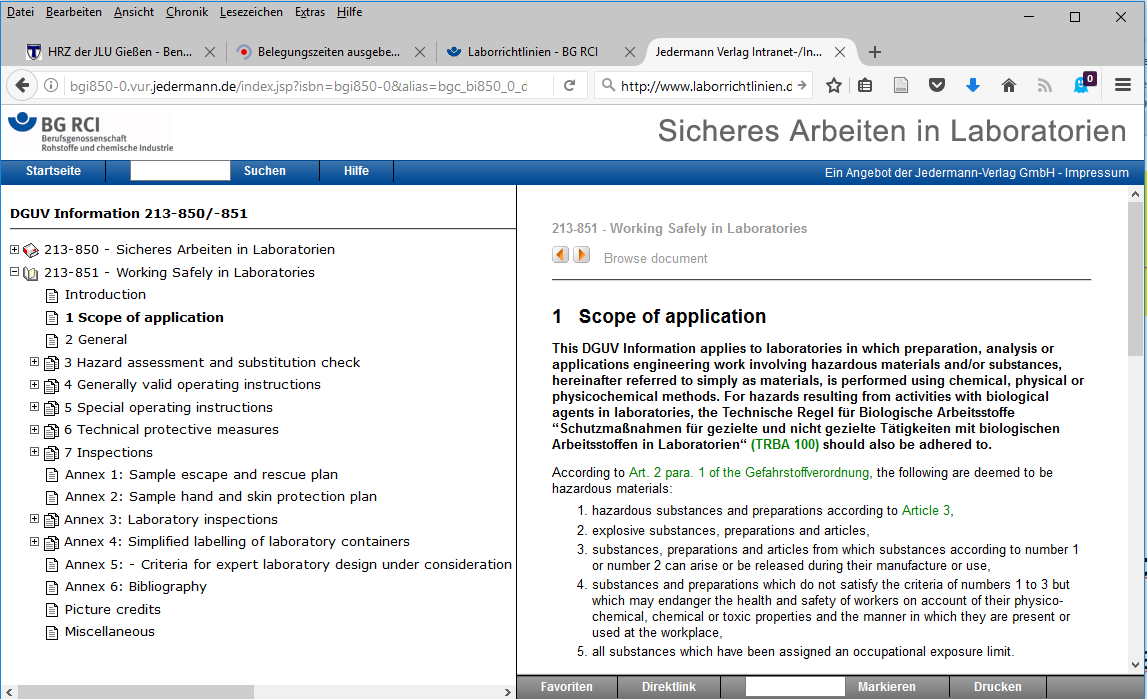 Datei Bearbeiten Ansicht Chronik Lesezeichen Extras Hilfe
HRZ der JLU Gießen - Ben... Belegungszeiten ausgebe... Laborrichtlinien - BG RCI Jedermann Verlag Intranet-/In...
bgi850-0.vur.jedermann.de/index.jsp?isbn=bgi850-0&alias=bgc_bi850_0_d http://www.laborrichtlinien.d 0
BG RCI
Berufsgenossenschaft
Rohstoffe und chemische Industrie
Sicheres Arbeiten in Laboratorien
Startseite Suchen Hilfe Ein Angebot der Jedermann-Verlag GmbH - Impressum
DGUV Information 213-850/-851
213-850 - Sicheres Arbeiten in Laboratorien
213-851 - Working Safely in Laboratories
Introduction
1 Scope of application
2 General
3 Hazard assessment and substitution check
4 Generally valid operating instructions
5 Special operating instructions
6 Technical protective measures
7 Inspections
Annex 1: Sample escape and rescue plan
Annex 2: Sample hand and skin protection plan
Annex 3: Laboratory inspections
Annex 4: Simplified labelling of laboratory containers
Annex 5: - Criteria for expert laboratory design under consideration
Annex 6: Bibliography
Picture credits
Miscellaneous
213-851 - Working Safely in Laboratories
Browse document
1 Scope of application
This DGUV Information applies to laboratories in which preparation, analysis or
applications engineering work involving hazardous materials and/or substances,
hereinafter referred to simply as materials, is performed using chemical, physical or
physicochemical methods. For hazards resulting from activities with biological
agents in laboratories, the Technische Regel für Biologische Arbeitsstoffe
“Schutzmaßnahmen für gezielte und nicht gezielte Tätigkeiten mit biologischen
Arbeitsstoffen in Laboratorien“ (TRBA 100) should also be adhered to.
According to Art. 2 para. 1 of the Gefahrstoffverordnung, the following are deemed to be
hazardous materials:
1. hazardous substances and preparations according to Article 3,
2. explosive substances, preparations and articles,
3. substances, preparations and articles from which substances according to number 1
or number 2 can arise or be released during their manufacture or use,
4. substances and preparations which do not satisfy the criteria of numbers 1 to 3 but
which may endanger the health and safety of workers on account of their physico-
chemical, chemical or toxic properties and the manner in which they are present or
used at the workplace,
5. all substances which have been assigned an occupational exposure limit.
Favoriten Direktlink Markieren Drucken